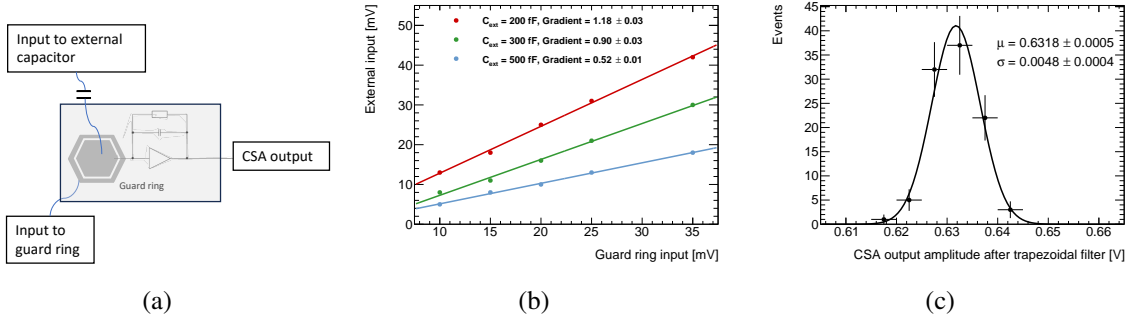 Input to external
capacitor
Guard ring
CSA output
Input to
guard ring
(a)
External input [mV]
60
50
40
30
20
10
0
C_ext = 200 fF, Gradient = 1.18 ± 0.03
C_ext = 300 fF, Gradient = 0.90 ± 0.03
C_ext = 500 fF, Gradient = 0.52 ± 0.01
10 15 20 25 30 35
Guard ring input [mV]
(b)
Events
45
40
35
30
25
20
15
10
5
0
μ = 0.6318 ± 0.0005
σ = 0.0048 ± 0.0004
0.61 0.62 0.63 0.64 0.65 0.66
CSA output amplitude after trapezoidal filter [V]
(c)